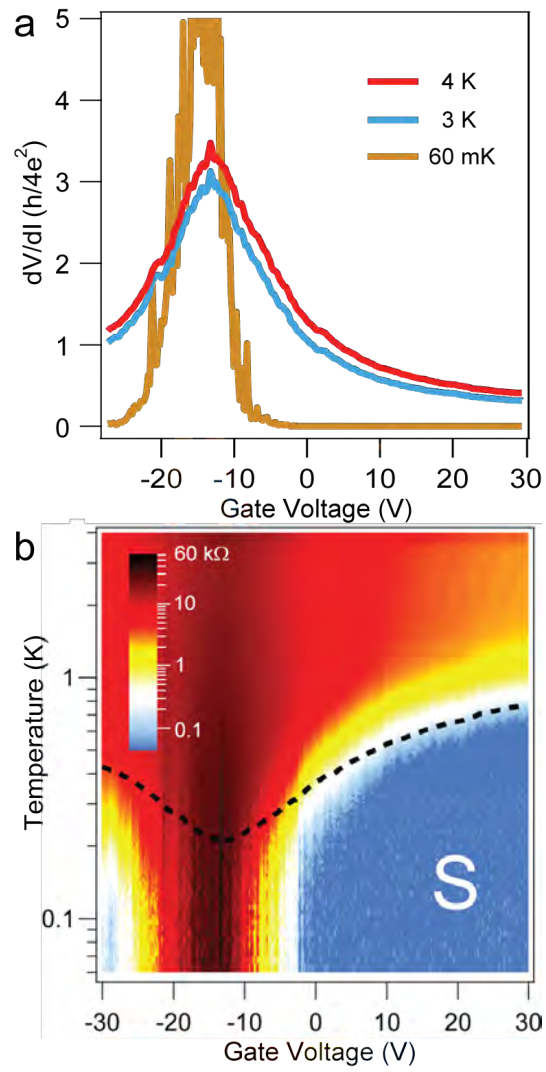 a
5
4
3
2
1
0
dV/dI (h/4e²)
4 K
3 K
60 mK
-20 -10 0 10 20 30
Gate Voltage (V)
b
60 kΩ
10
1
0.1
1
0.1
Temperature (K)
S
-30 -20 -10 0 10 20 30
Gate Voltage (V)